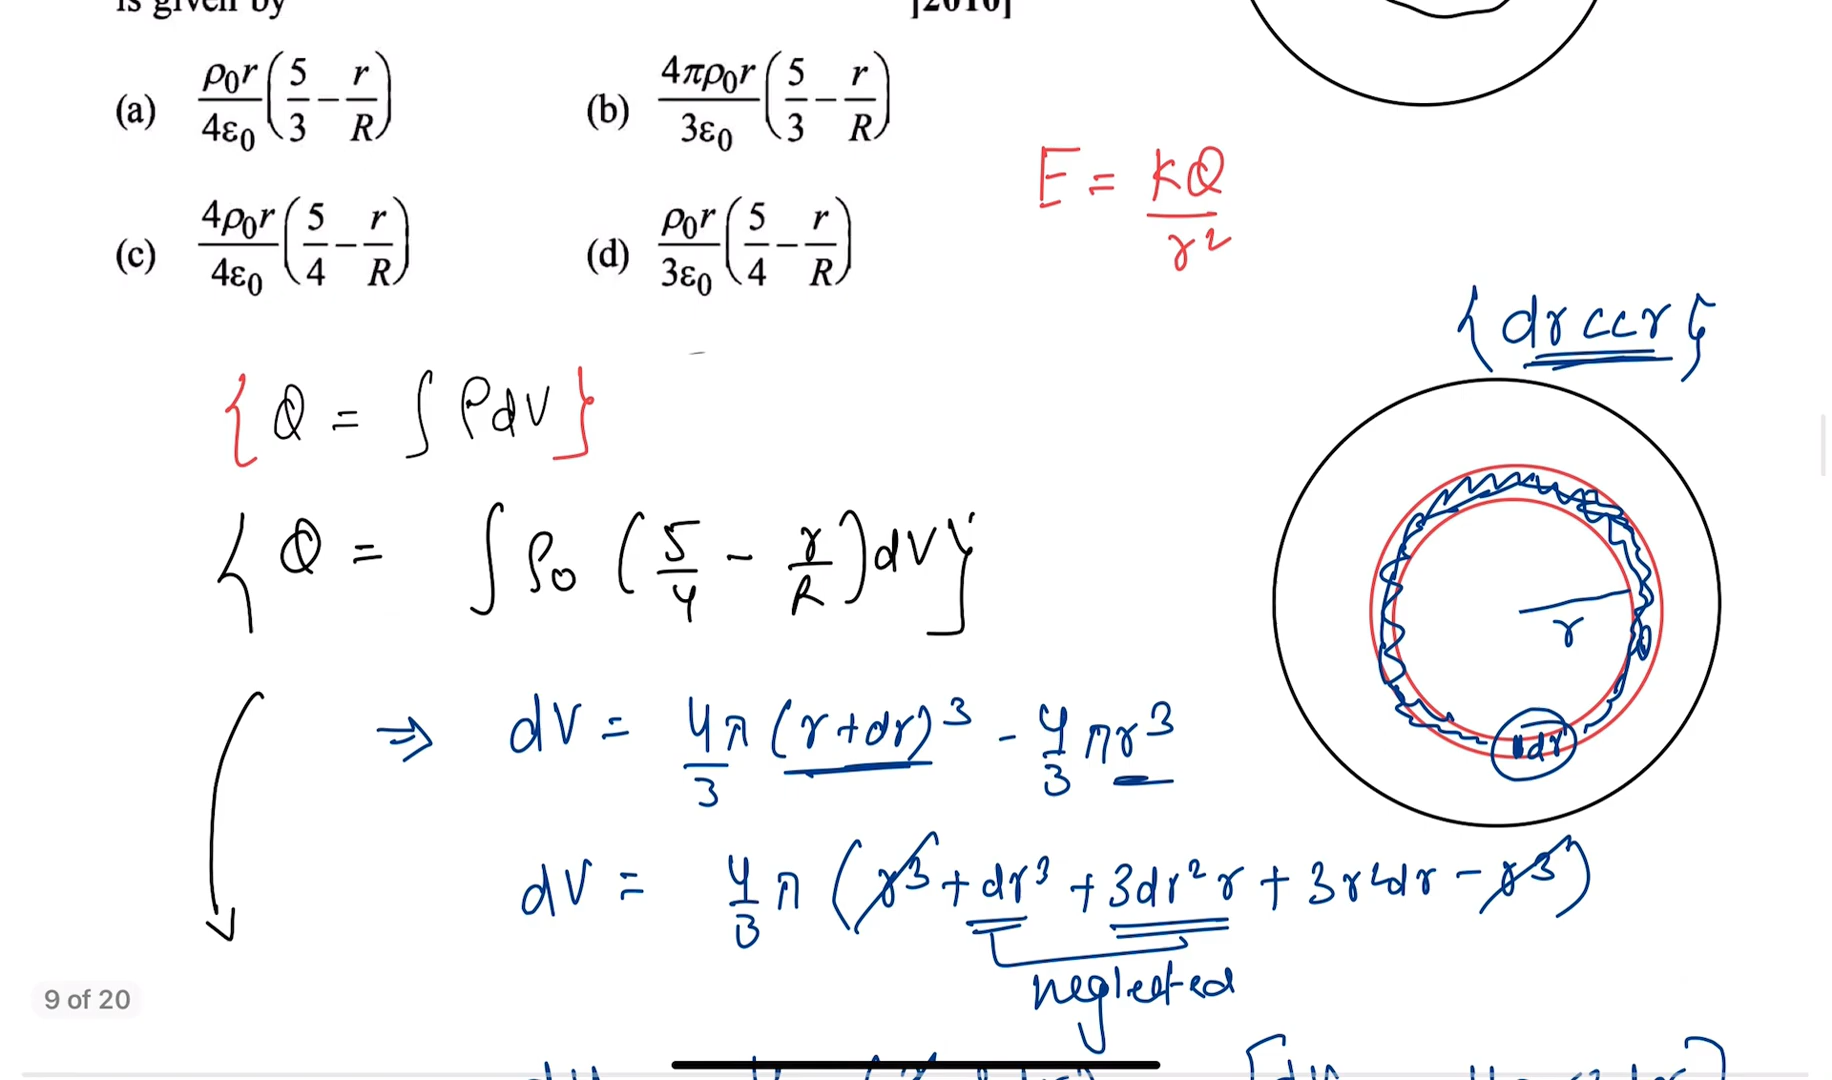 is given by [2010]
(a) ρ₀r/4ε₀ (5/3 − r/R) (b) 4πρ₀r/3ε₀ (5/3 − r/R)
(c) 4ρ₀r/4ε₀ (5/4 − r/R) (d) ρ₀r/3ε₀ (5/4 − r/R)
E = KQ/r²
{dr<<r}
{Q = ∫ρdV}
{Q = ∫ρ₀ (5/4 − r/R) dV}
r
dr
⇒ dV = 4π/3 (r+dr)³ − 4/3 πr³
dV = 4/3 π (r³ + dr³ + 3dr²r + 3r²dr − r³)
neglected
9 of 20